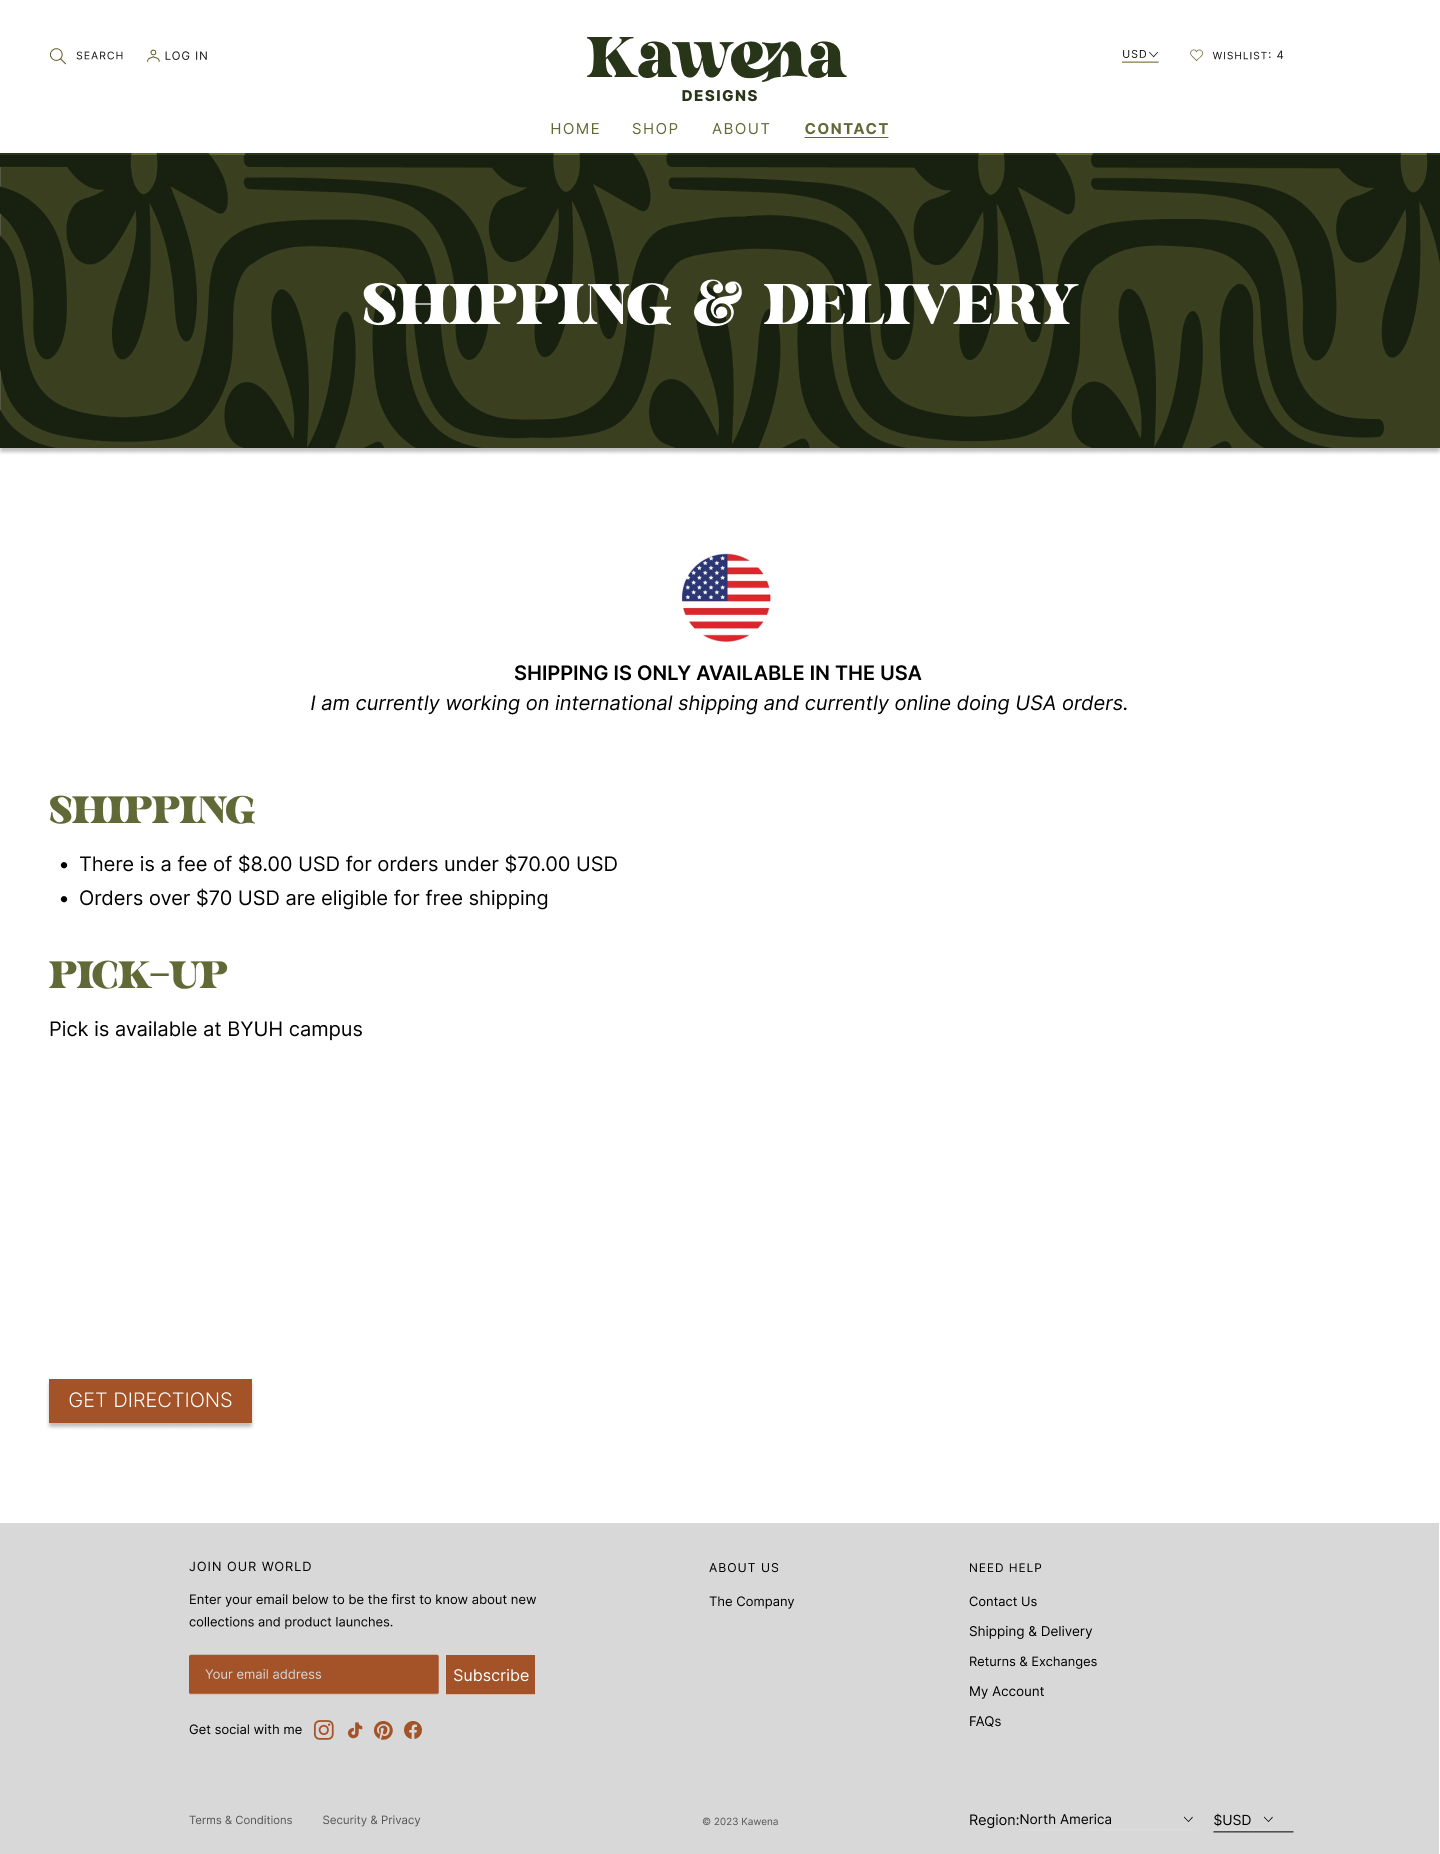 SEARCH
LOG IN
Kawena
DESIGNS
USD
WISHLIST: 4
HOME SHOP ABOUT CONTACT
SHIPPING & DELIVERY
SHIPPING IS ONLY AVAILABLE IN THE USA
I am currently working on international shipping and currently online doing USA orders.
SHIPPING
• There is a fee of $8.00 USD for orders under $70.00 USD
• Orders over $70 USD are eligible for free shipping
PICK-UP
Pick is available at BYUH campus
GET DIRECTIONS
JOIN OUR WORLD
Enter your email below to be the first to know about new
collections and product launches.
Your email address
Subscribe
Get social with me
ABOUT US
The Company
NEED HELP
Contact Us
Shipping & Delivery
Returns & Exchanges
My Account
FAQs
Terms & Conditions
Security & Privacy
© 2023 Kawena
Region:North America
$USD